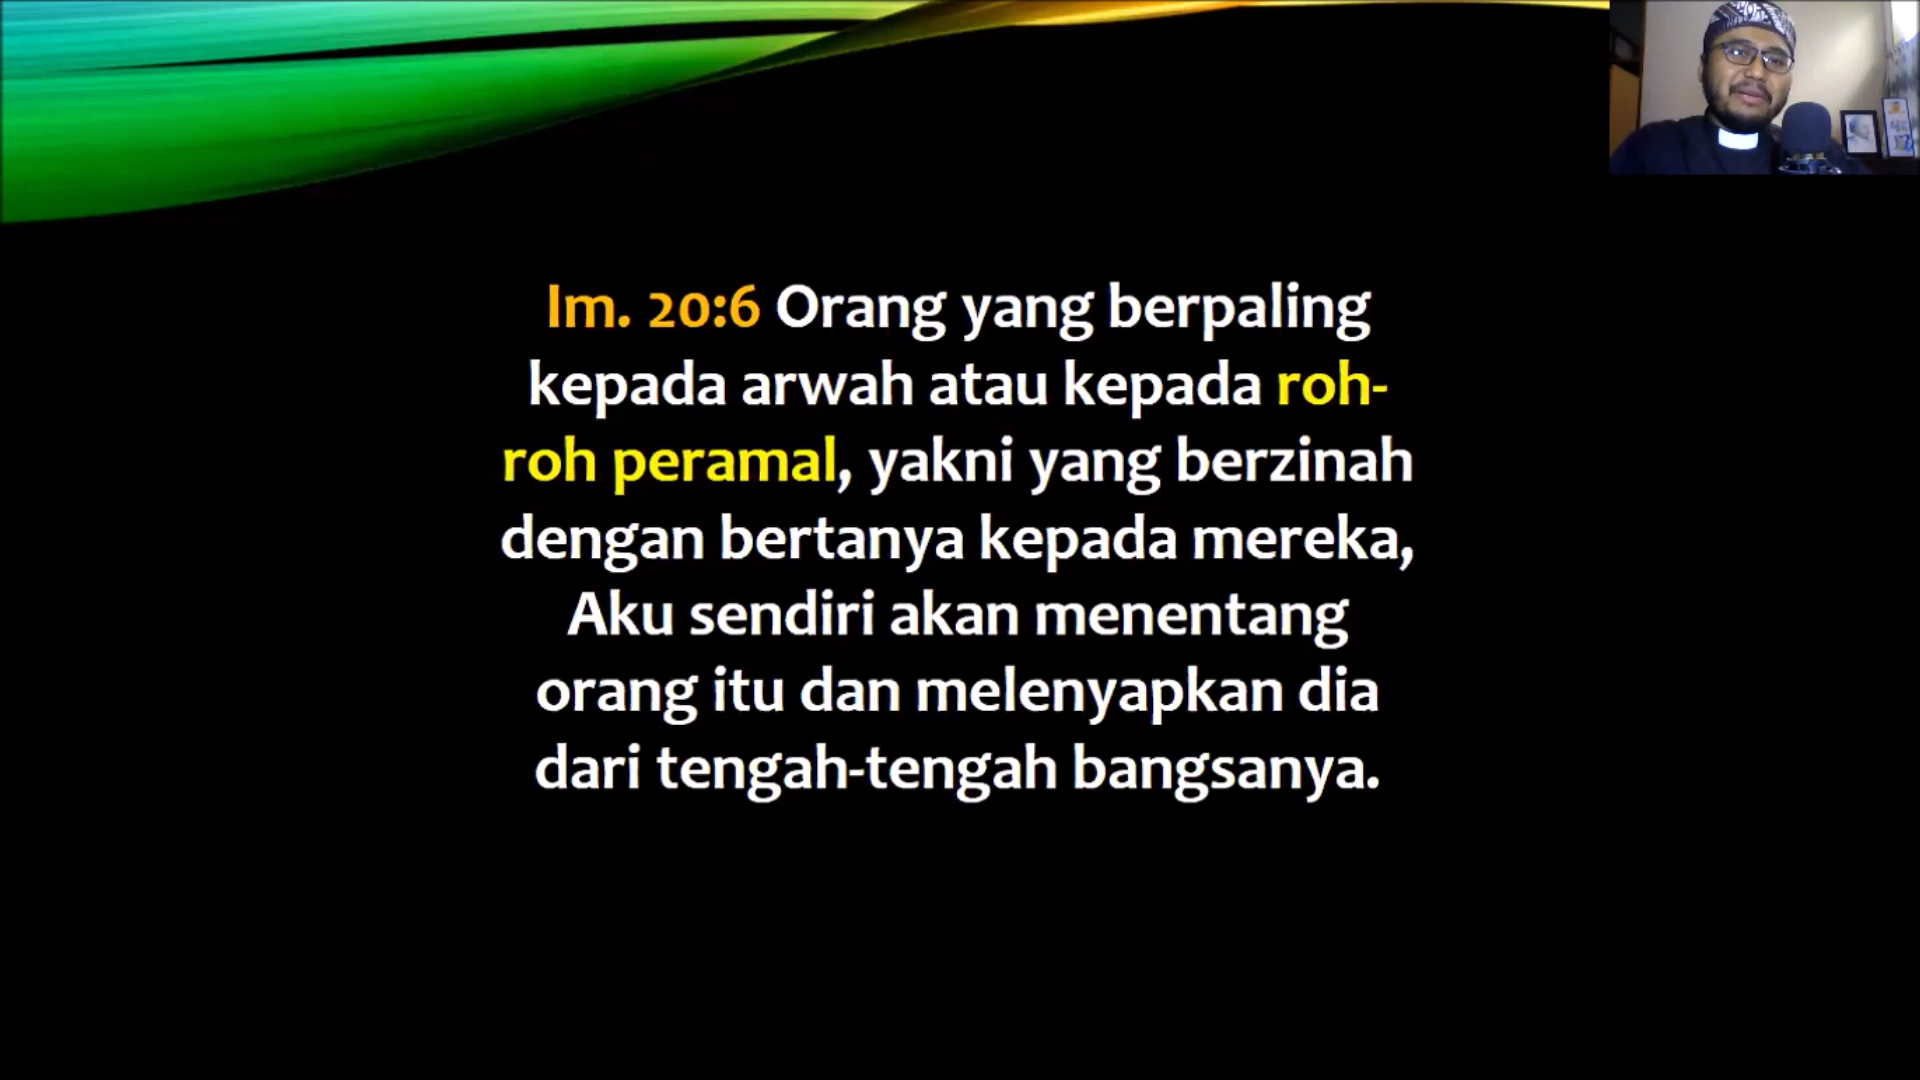 Im. 20:6 Orang yang berpaling
kepada arwah atau kepada roh-
roh peramal, yakni yang berzinah
dengan bertanya kepada mereka,
Aku sendiri akan menentang
orang itu dan melenyapkan dia
dari tengah-tengah bangsanya.